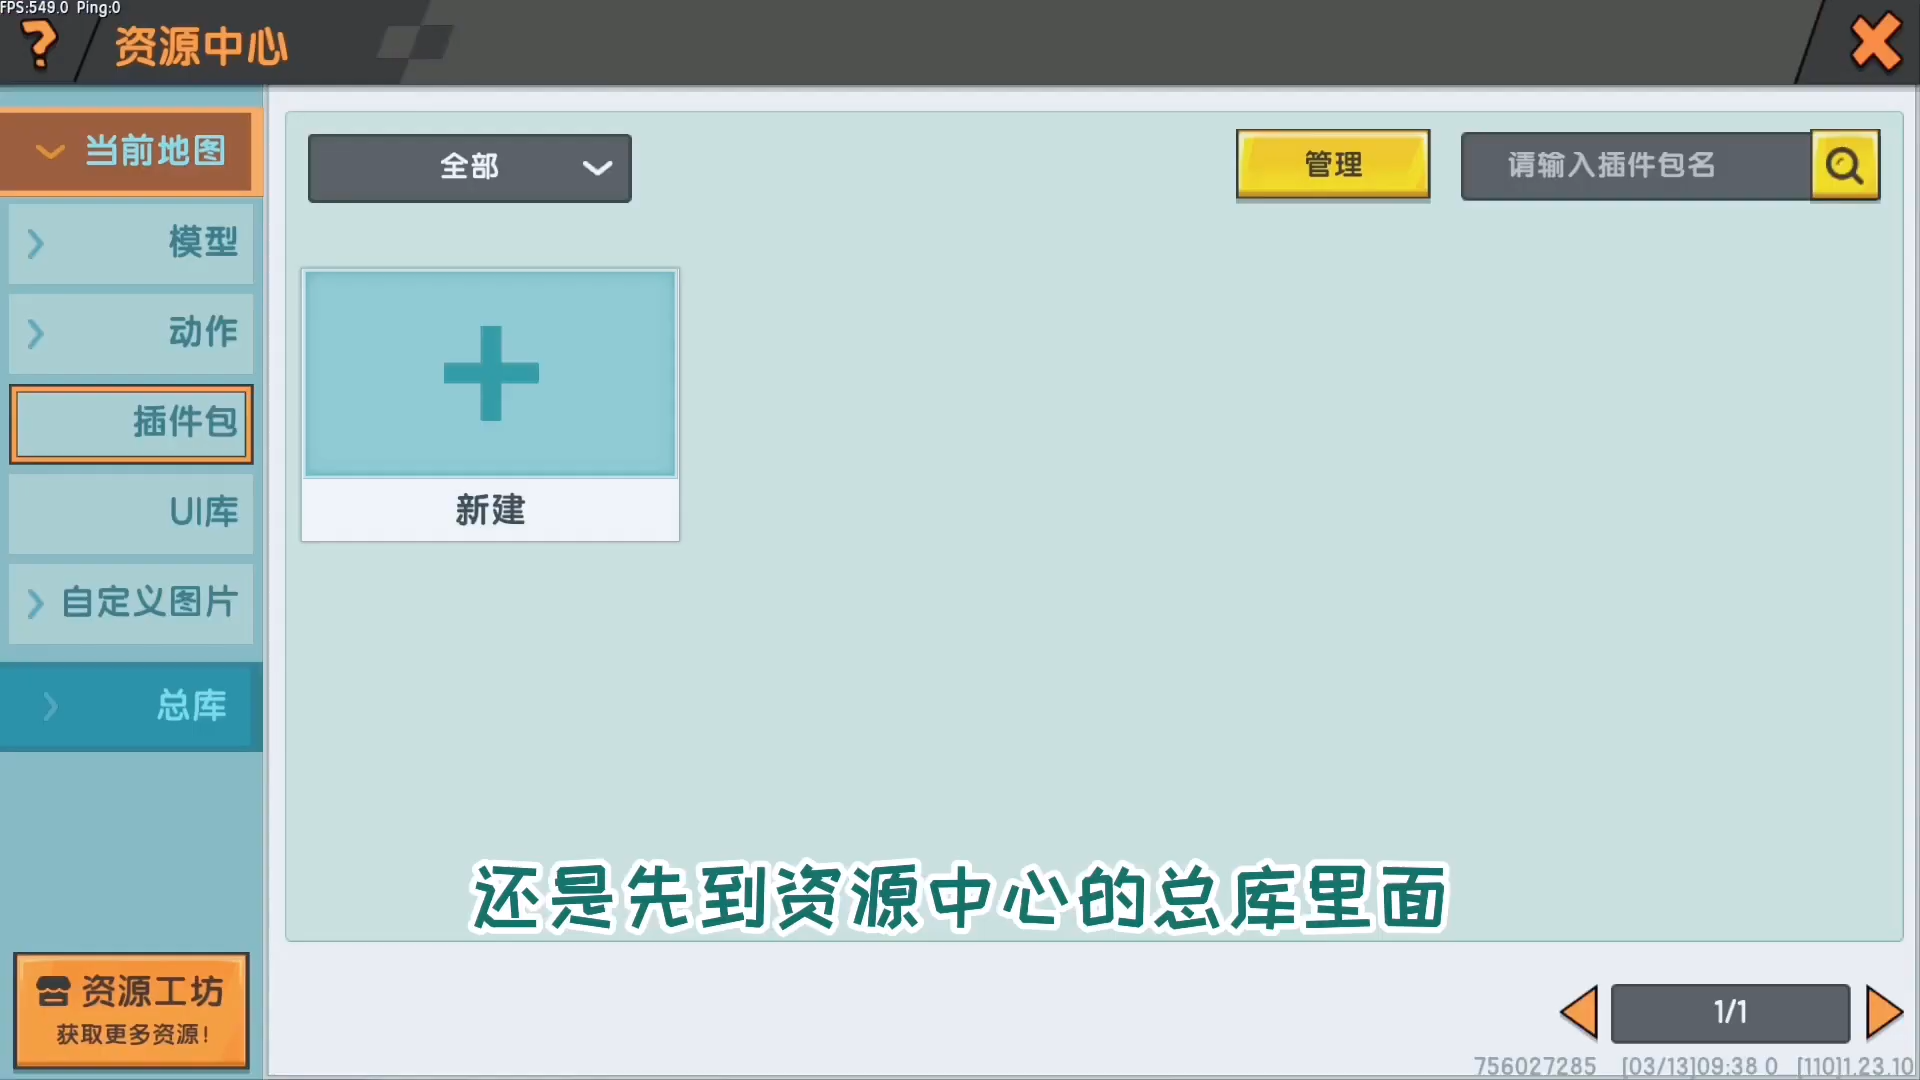 FPS:549.0 Ping:0
资源中心
当前地图
模型
动作
插件包
UI库
自定义图片
总库
资源工坊
获取更多资源!
全部
管理
请输入插件包名
新建
还是先到资源中心的总库里面
1/1
756027285 [03/13]09:38 0 [110]1.23.10